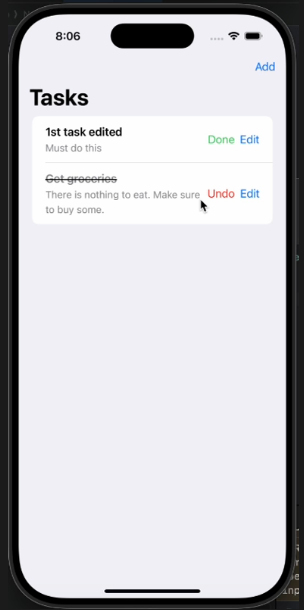 8:06
Add
Tasks
1st task edited
Must do this
Done Edit
Get groceries
There is nothing to eat. Make sure
to buy some.
Undo Edit